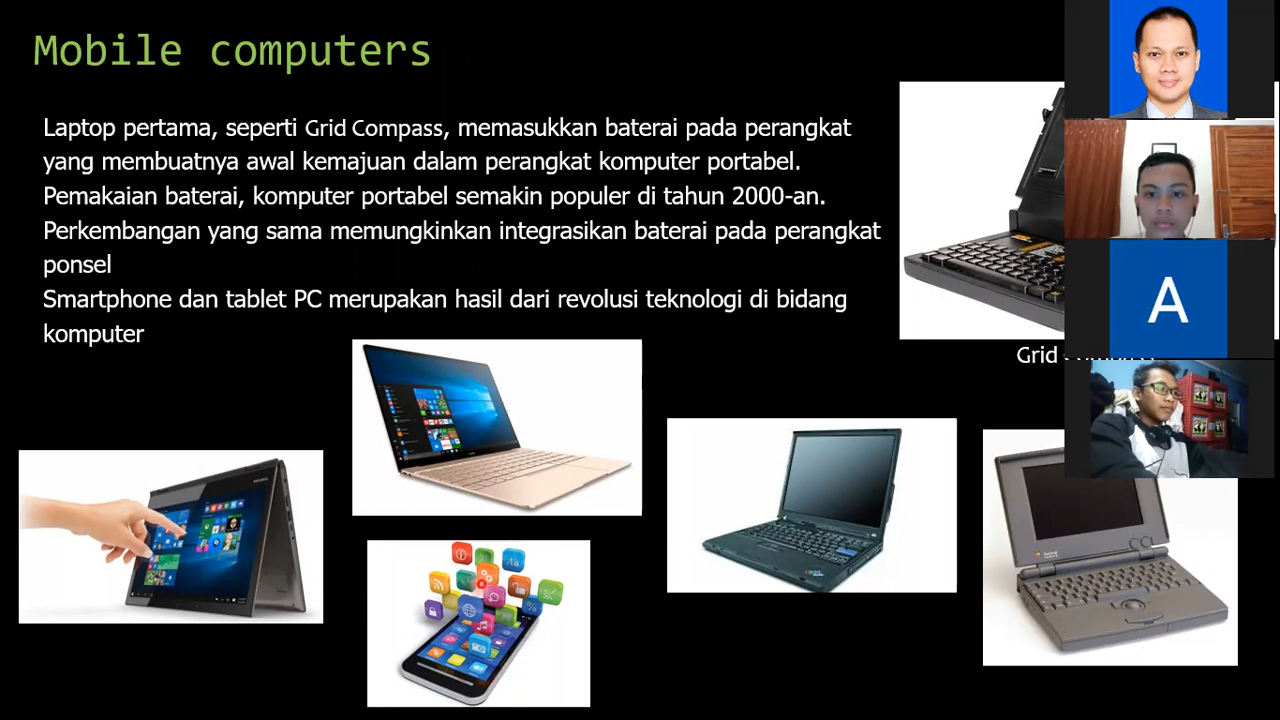 Mobile computers
Laptop pertama, seperti Grid Compass, memasukkan baterai pada perangkat
yang membuatnya awal kemajuan dalam perangkat komputer portabel.
Pemakaian baterai, komputer portabel semakin populer di tahun 2000-an.
Perkembangan yang sama memungkinkan integrasikan baterai pada perangkat
ponsel
Smartphone dan tablet PC merupakan hasil dari revolusi teknologi di bidang
komputer
Grid
A